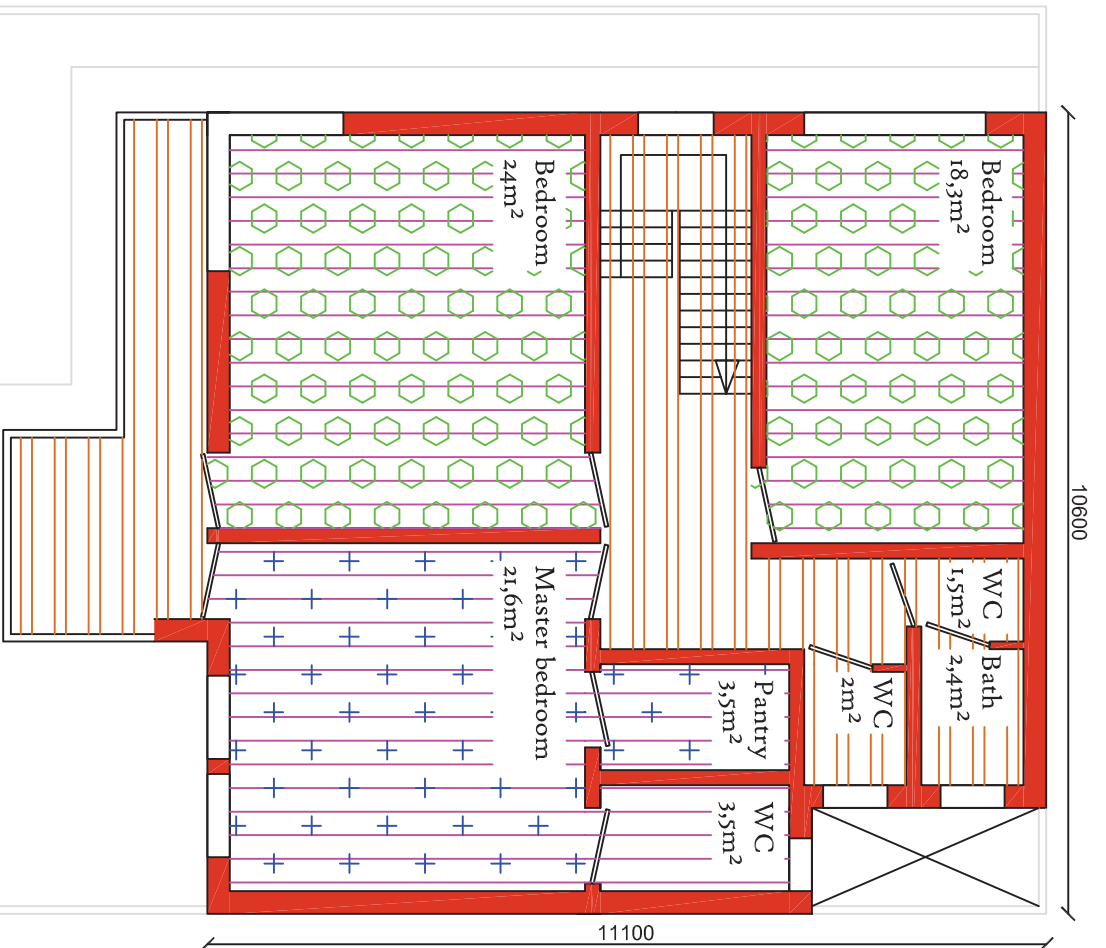 Bedroom
24m²
Bedroom
18,3m²
10600
Master bedroom
21,6m²
WC
1,5m²
Bath
2,4m²
WC
2m²
Pantry
3,5m²
WC
3,5m²
11100